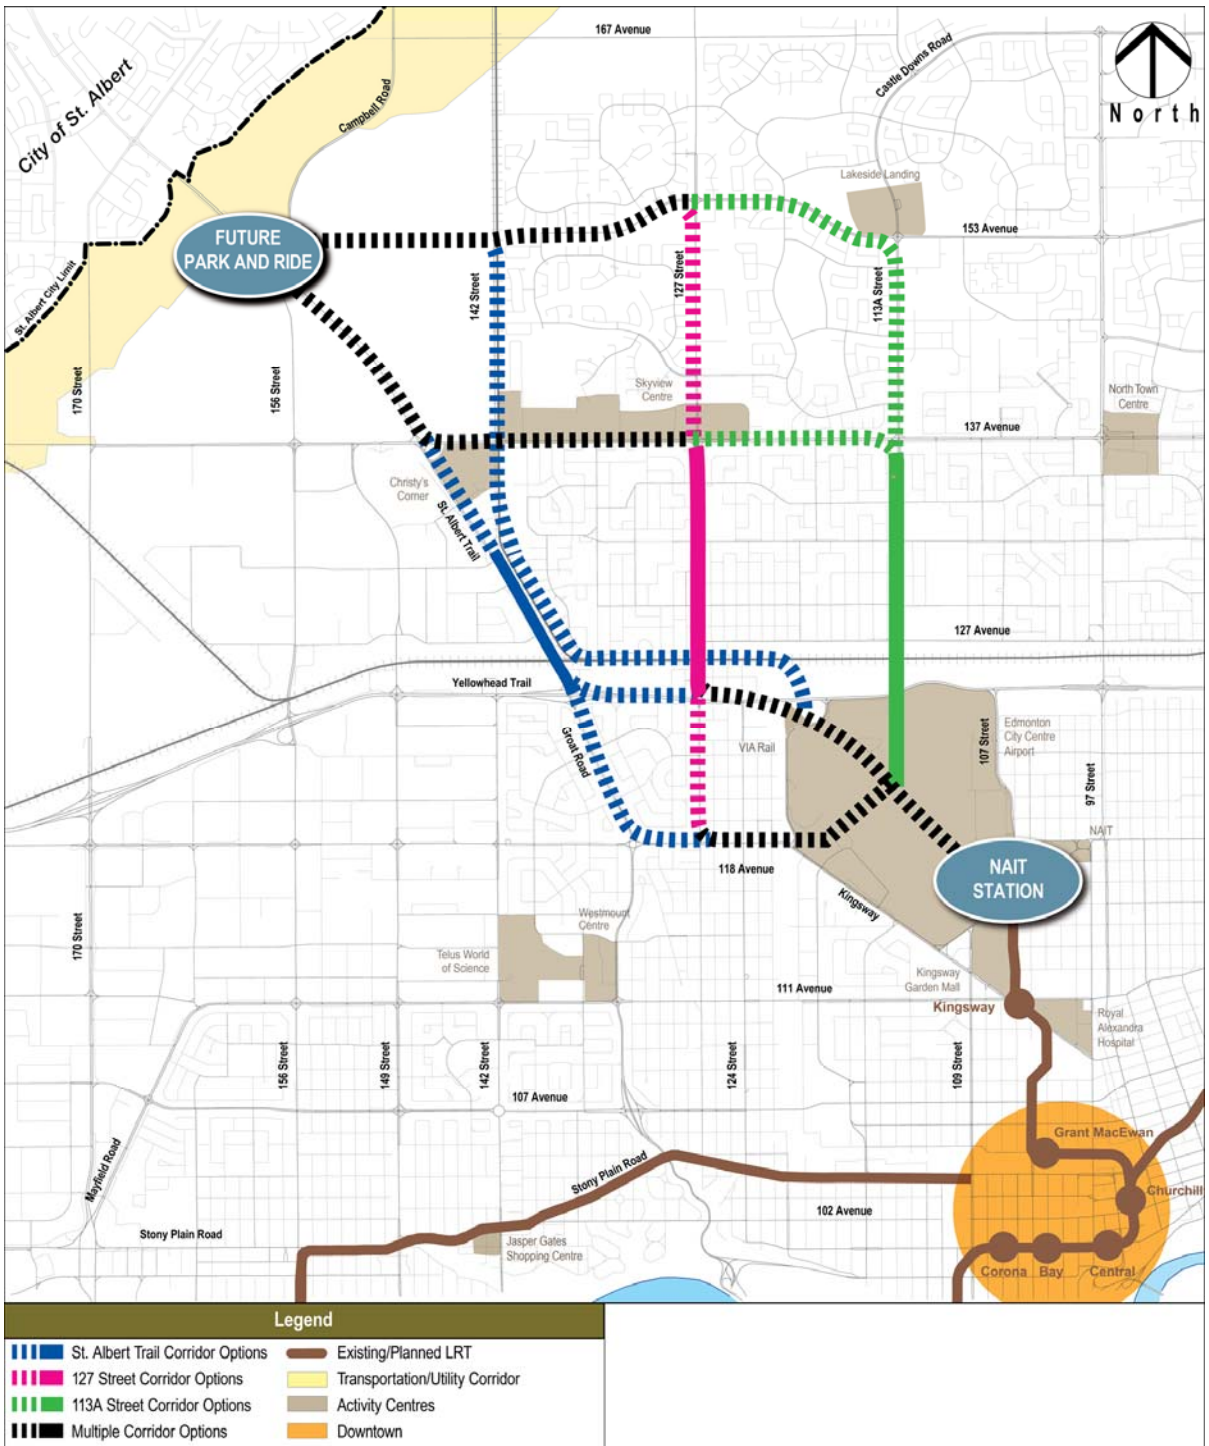 167 Avenue
Castle Downs Road
North
City of St. Albert
Campbell Road
Lakeside Landing
153 Avenue
FUTURE
PARK AND RIDE
St. Albert City Limit
142 Street
127 Street
113A Street
170 Street
156 Street
Skyview
Centre
North Town
Centre
137 Avenue
Christy's
Corner
St. Albert Trail
127 Avenue
Yellowhead Trail
Groat Road
VIA Rail
107 Street
Edmonton
City Centre
Airport
97 Street
NAIT
118 Avenue
NAIT
STATION
Kingsway
170 Street
Westmount
Centre
Telus World
of Science
Kingsway
Garden Mall
111 Avenue
Kingsway
Royal
Alexandra
Hospital
156 Street
149 Street
142 Street
124 Street
109 Street
107 Avenue
Mayfield Road
Grant MacEwan
Stony Plain Road
Churchill
102 Avenue
Stony Plain Road
Jasper Gates
Shopping Centre
Corona
Bay
Central
Legend
St. Albert Trail Corridor Options
Existing/Planned LRT
127 Street Corridor Options
Transportation/Utility Corridor
113A Street Corridor Options
Activity Centres
Multiple Corridor Options
Downtown